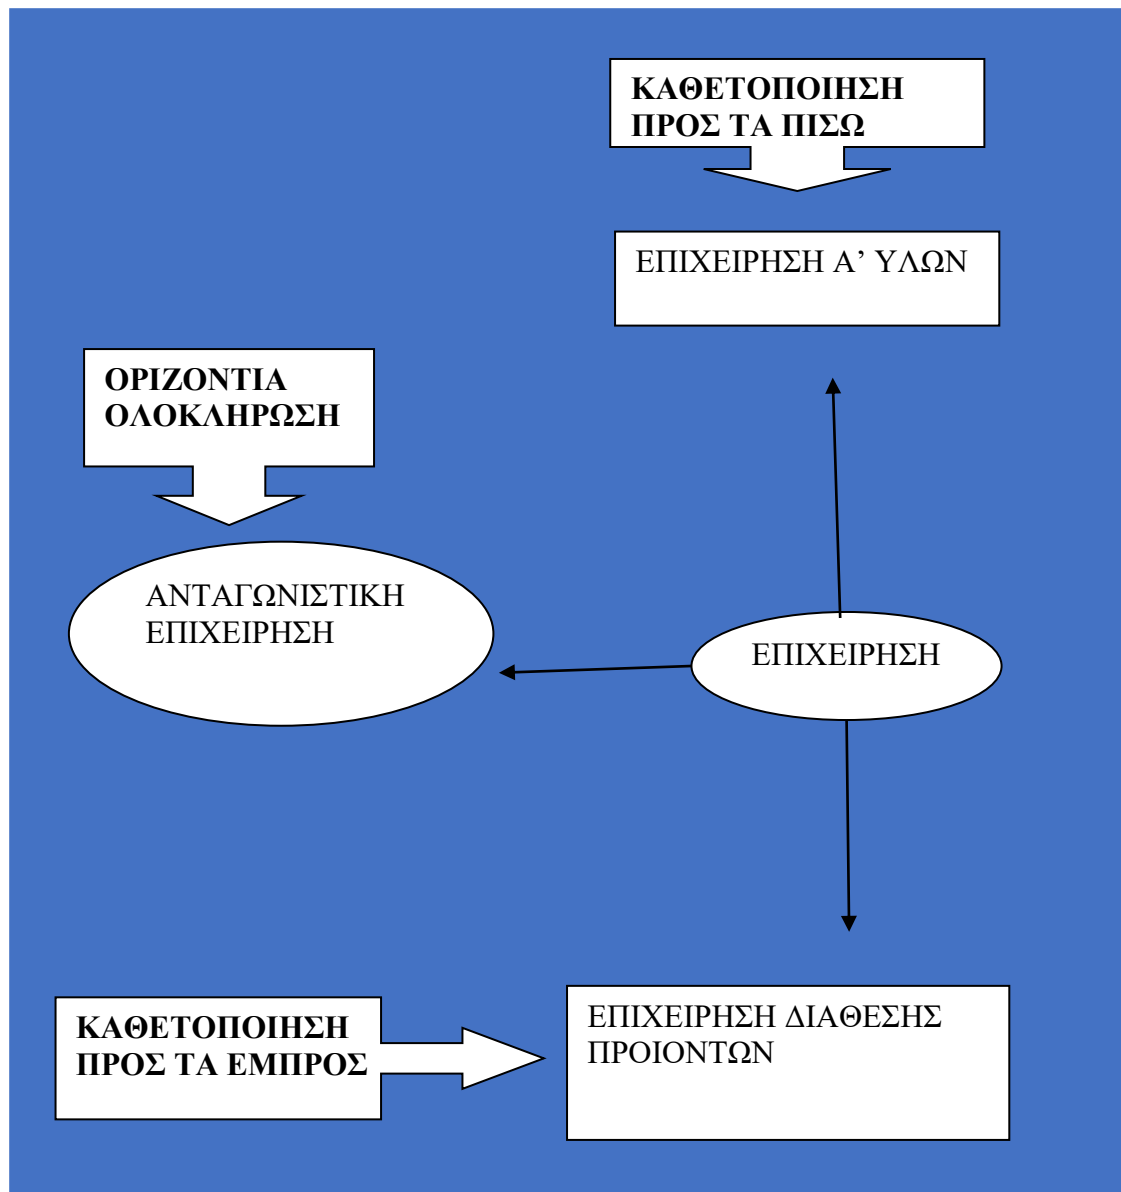 ΚΑΘΕΤΟΠΟΙΗΣΗ
ΠΡΟΣ ΤΑ ΠΙΣΩ
ΕΠΙΧΕΙΡΗΣΗ Α’ ΥΛΩΝ
ΟΡΙΖΟΝΤΙΑ
ΟΛΟΚΛΗΡΩΣΗ
ΑΝΤΑΓΩΝΙΣΤΙΚΗ
ΕΠΙΧΕΙΡΗΣΗ
ΕΠΙΧΕΙΡΗΣΗ
ΚΑΘΕΤΟΠΟΙΗΣΗ
ΠΡΟΣ ΤΑ ΕΜΠΡΟΣ
ΕΠΙΧΕΙΡΗΣΗ ΔΙΑΘΕΣΗΣ
ΠΡΟΙΟΝΤΩΝ